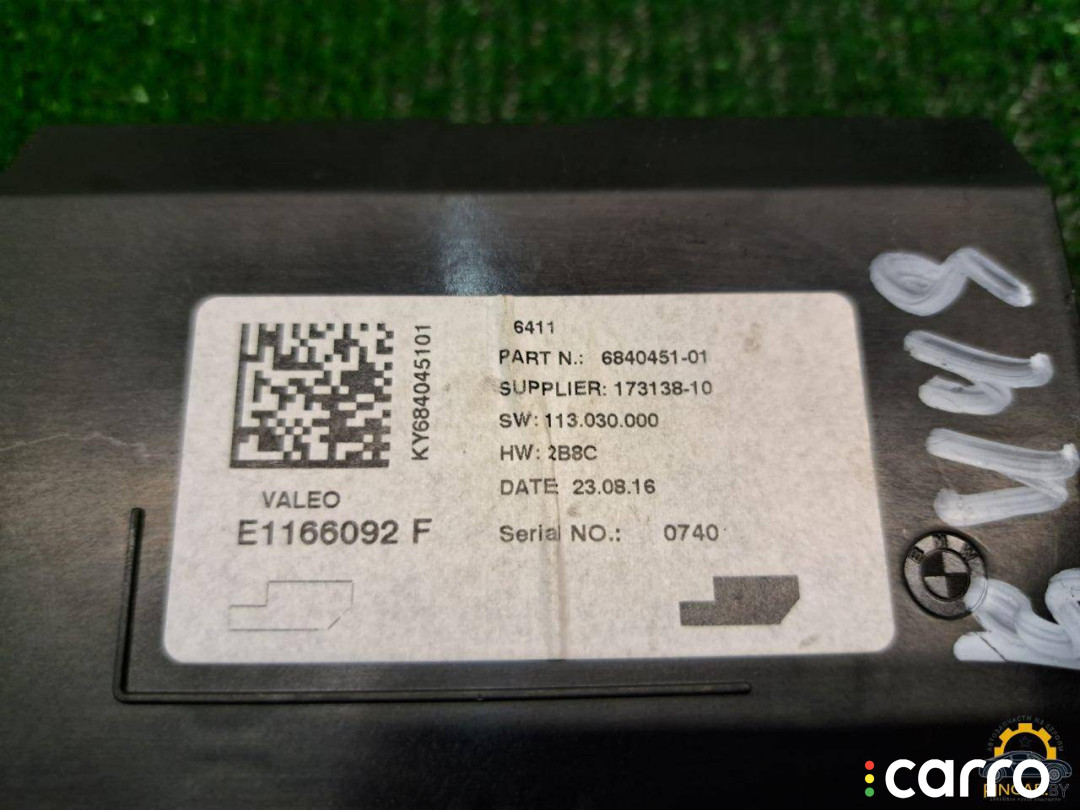 6411
PART N.: 6840451-01
SUPPLIER: 173138-10
SW: 113.030.000
HW: 2B8C
DATE: 23.08.16
Serial NO.: 0740
KY684045101
VALEO
E1166092 F
BMW
carro